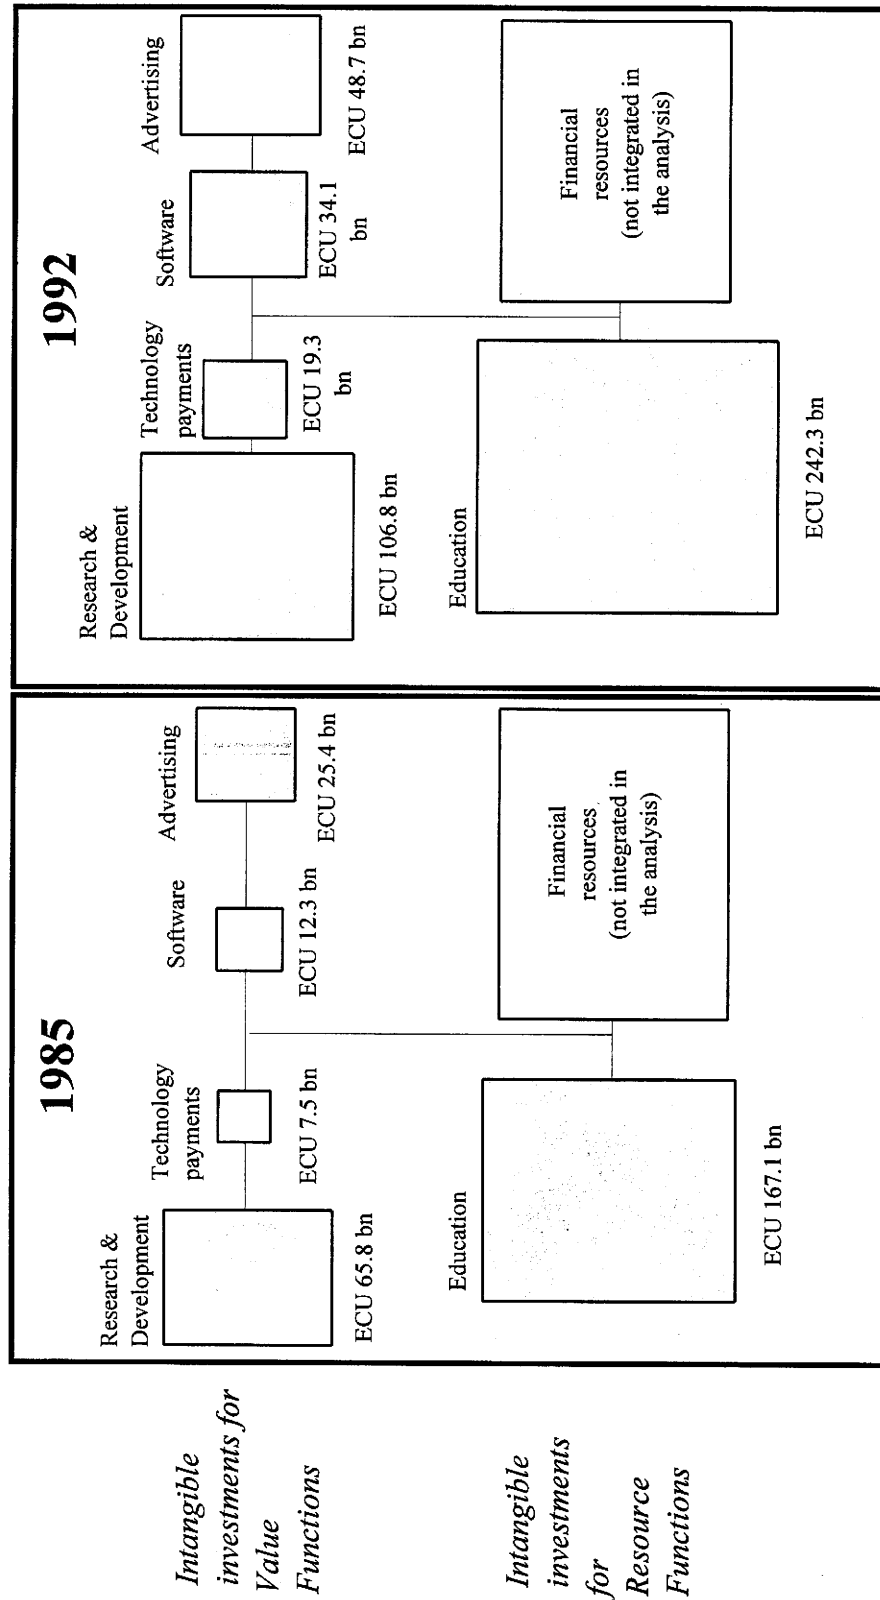 Intangible
investments for
Value
Functions
Intangible
investments
for
Resource
Functions
1985
Research &
Development
ECU 65.8 bn
Technology
payments
ECU 7.5 bn
Software
ECU 12.3 bn
Advertising
ECU 25.4 bn
Education
ECU 167.1 bn
Financial
resources
(not integrated in
the analysis)
1992
Research &
Development
ECU 106.8 bn
Technology
payments
ECU 19.3
bn
Software
ECU 34.1
bn
Advertising
ECU 48.7 bn
Education
ECU 242.3 bn
Financial
resources
(not integrated in
the analysis)